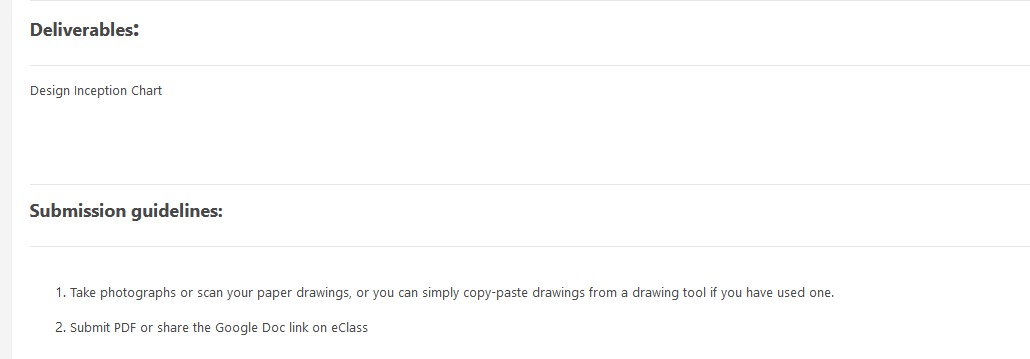 Deliverables:
Design Inception Chart
Submission guidelines:
1. Take photographs or scan your paper drawings, or you can simply copy-paste drawings from a drawing tool if you have used one.
2. Submit PDF or share the Google Doc link on eClass